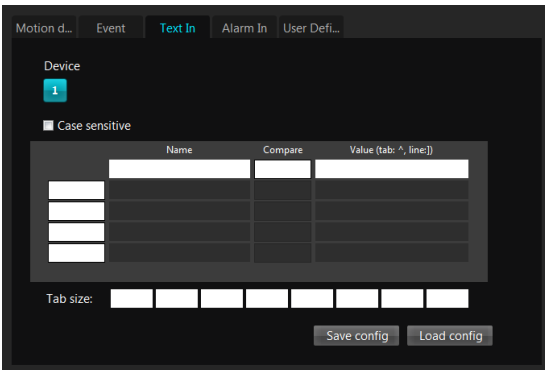 Motion d... Event Text In Alarm In User Defi...
Device
1
Case sensitive
Name Compare Value (tab: ^, line:])
Tab size:
Save config Load config